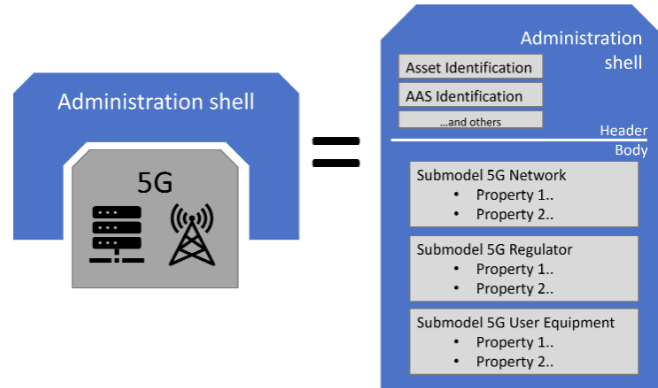 Administration shell
5G
Administration
shell
Asset Identification
AAS Identification
...and others
Header
Body
Submodel 5G Network
• Property 1..
• Property 2..
Submodel 5G Regulator
• Property 1..
• Property 2..
Submodel 5G User Equipment
• Property 1..
• Property 2..